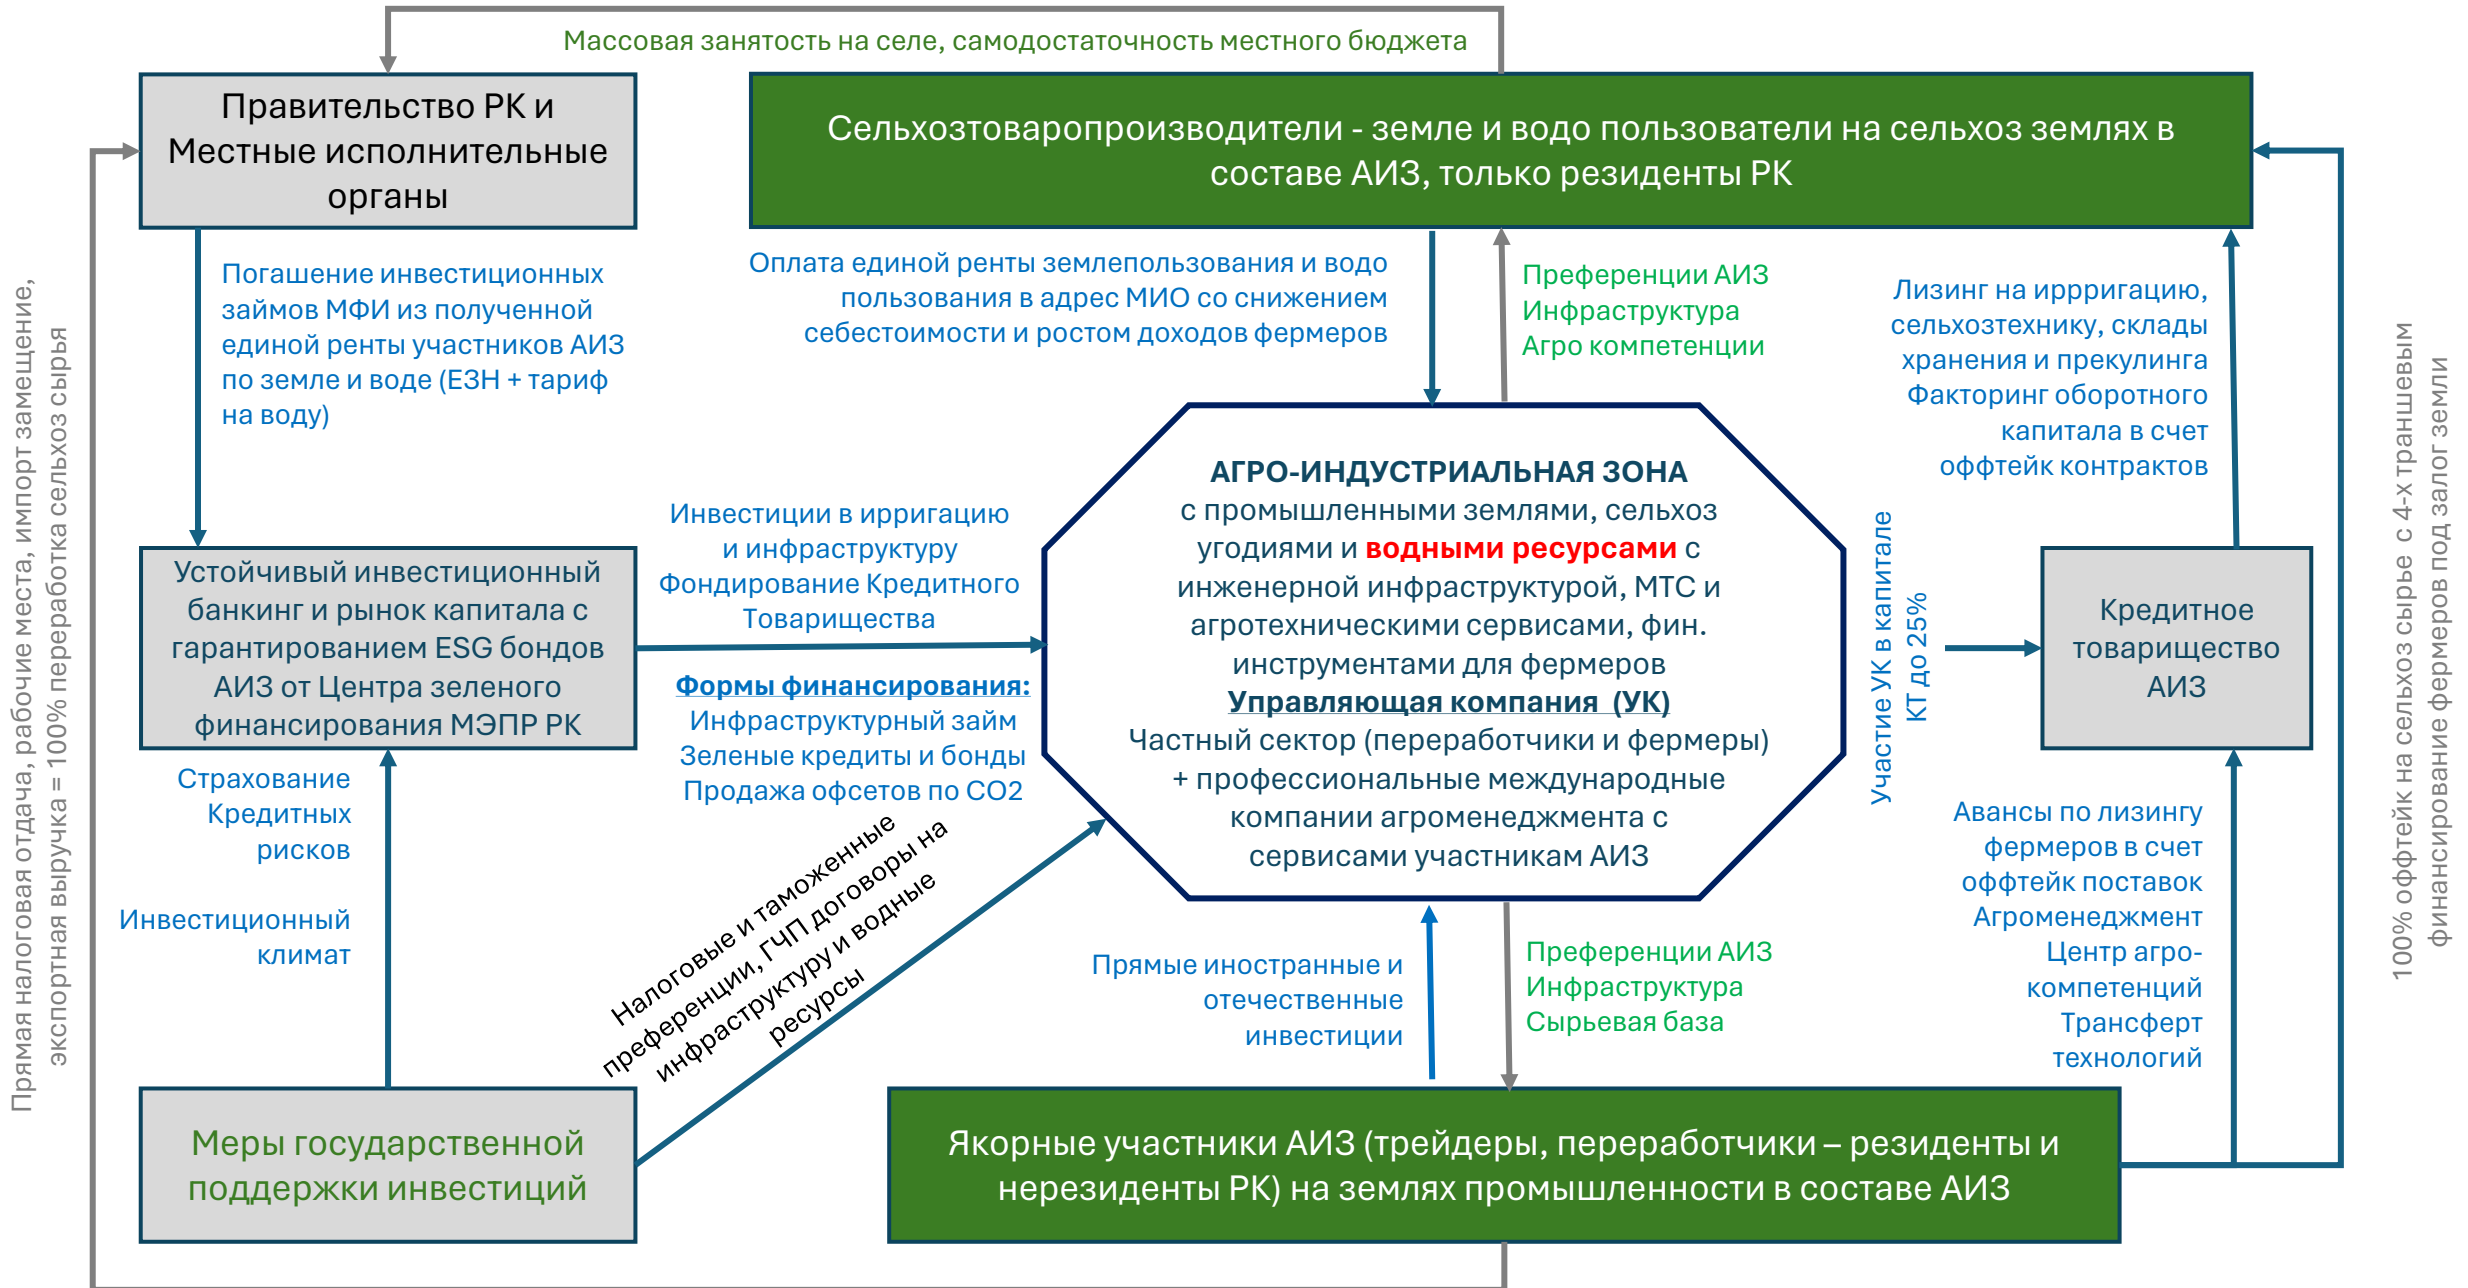 Массовая занятость на селе, самодостаточность местного бюджета
Правительство РК и
Местные исполнительные
органы
Сельхозтоваропроизводители - земле и водо пользователи на сельхоз землях в
составе АИЗ, только резиденты РК
Погашение инвестиционных
займов МФИ из полученной
единой ренты участников АИЗ
по земле и воде (ЕЗН + тариф
на воду)
Оплата единой ренты землепользования и водо
пользования в адрес МИО со снижением
себестоимости и ростом доходов фермеров
Преференции АИЗ
Инфраструктура
Агро компетенции
Лизинг на иррригацию,
сельхозтехнику, склады
хранения и прекулинга
Факторинг оборотного
капитала в счет
оффтейк контрактов
Прямая налоговая отдача, рабочие места, импорт замещение,
экспортная выручка = 100% переработка сельхоз сырья
Устойчивый инвестиционный
банкинг и рынок капитала с
гарантированием ESG бондов
АИЗ от Центра зеленого
финансирования МЭПР РК
Инвестиции в ирригацию
и инфраструктуру
Фондирование Кредитного
Товарищества
Формы финансирования:
Инфраструктурный займ
Зеленые кредиты и бонды
Продажа офсетов по СО2
АГРО-ИНДУСТРИАЛЬНАЯ ЗОНА
с промышленными землями, сельхоз
угодиями и водными ресурсами с
инженерной инфраструктурой, МТС и
агротехническими сервисами, фин.
инструментами для фермеров
Управляющая компания (УК)
Частный сектор (переработчики и фермеры)
+ профессиональные международные
компании агроменеджмента с
сервисами участникам АИЗ
Участие УК в капитале
КТ до 25%
Кредитное
товарищество
АИЗ
100% оффтейк на сельхоз сырье с 4-х траншевым
финансирование фермеров под залог земли
Страхование
Кредитных
рисков
Инвестиционный
климат
Налоговые и таможенные
преференции, ГЧП договоры на
инфраструктуру и водные
ресурсы
Прямые иностранные и
отечественные
инвестиции
Преференции АИЗ
Инфраструктура
Сырьевая база
Авансы по лизингу
фермеров в счет
оффтейк поставок
Агроменеджмент
Центр агро-
компетенций
Трансферт
технологий
Меры государственной
поддержки инвестиций
Якорные участники АИЗ (трейдеры, переработчики – резиденты и
нерезиденты РК) на землях промышленности в составе АИЗ